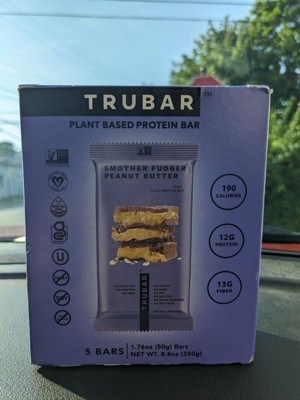 TRUBAR
PLANT BASED PROTEIN BAR
SMOTHER FUDGER
PEANUT BUTTER
TRUBAR
190
CALORIES
12G
PROTEIN
13G
FIBER
5 BARS
1.76oz (50g) Bars
NET WT. 8.8oz (250g)